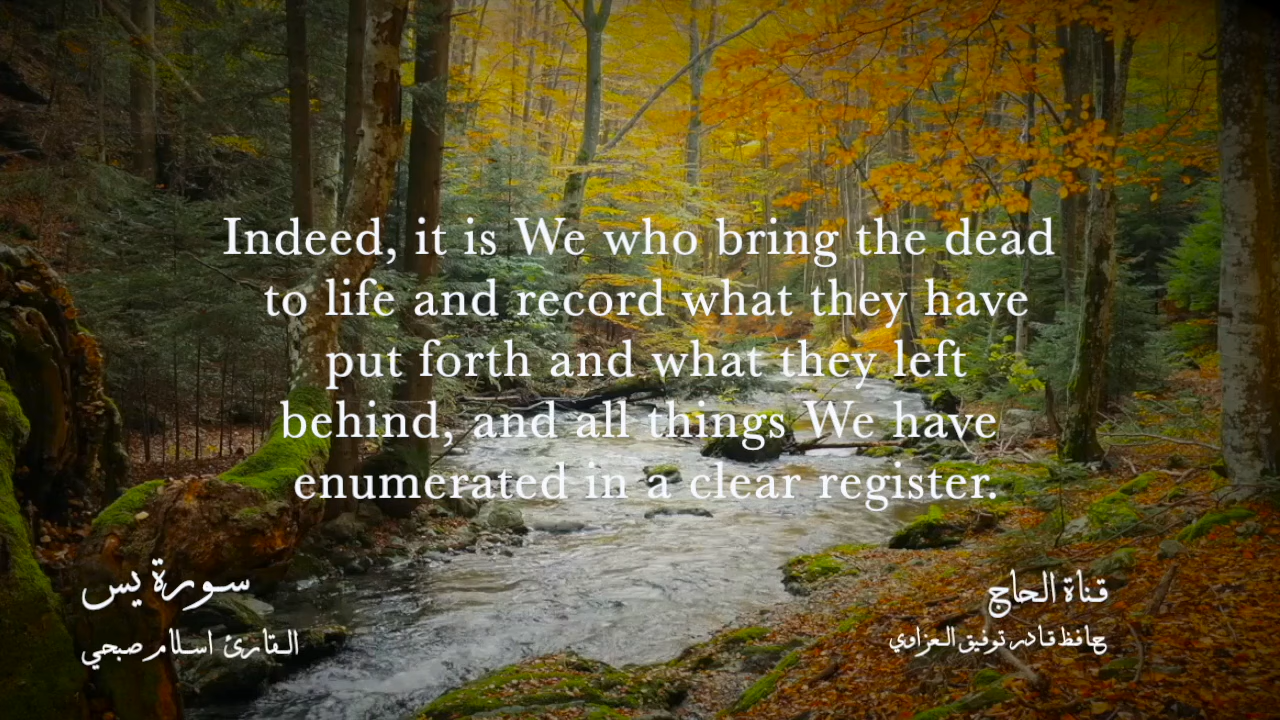 Indeed, it is We who bring the dead
to life and record what they have
put forth and what they left
behind, and all things We have
enumerated in a clear register.
سورة يس
القارئ اسلام صبحي
قناة الحاج
حافظ قادر توفيق العزاوي